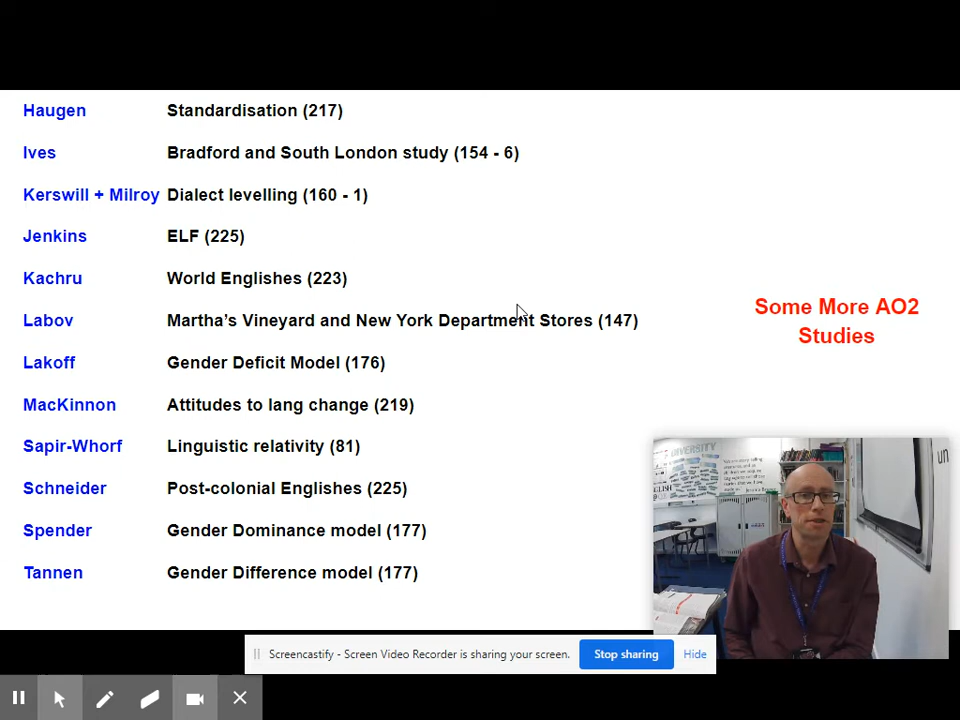 Haugen Standardisation (217)
Ives Bradford and South London study (154 - 6)
Kerswill + Milroy Dialect levelling (160 - 1)
Jenkins ELF (225)
Kachru World Englishes (223)
Labov Martha's Vineyard and New York Department Stores (147)
Lakoff Gender Deficit Model (176)
MacKinnon Attitudes to lang change (219)
Sapir-Whorf Linguistic relativity (81)
Schneider Post-colonial Englishes (225)
Spender Gender Dominance model (177)
Tannen Gender Difference model (177)
Some More AO2
Studies
DIVERSITY
un
Screencastify - Screen Video Recorder is sharing your screen. Stop sharing Hide